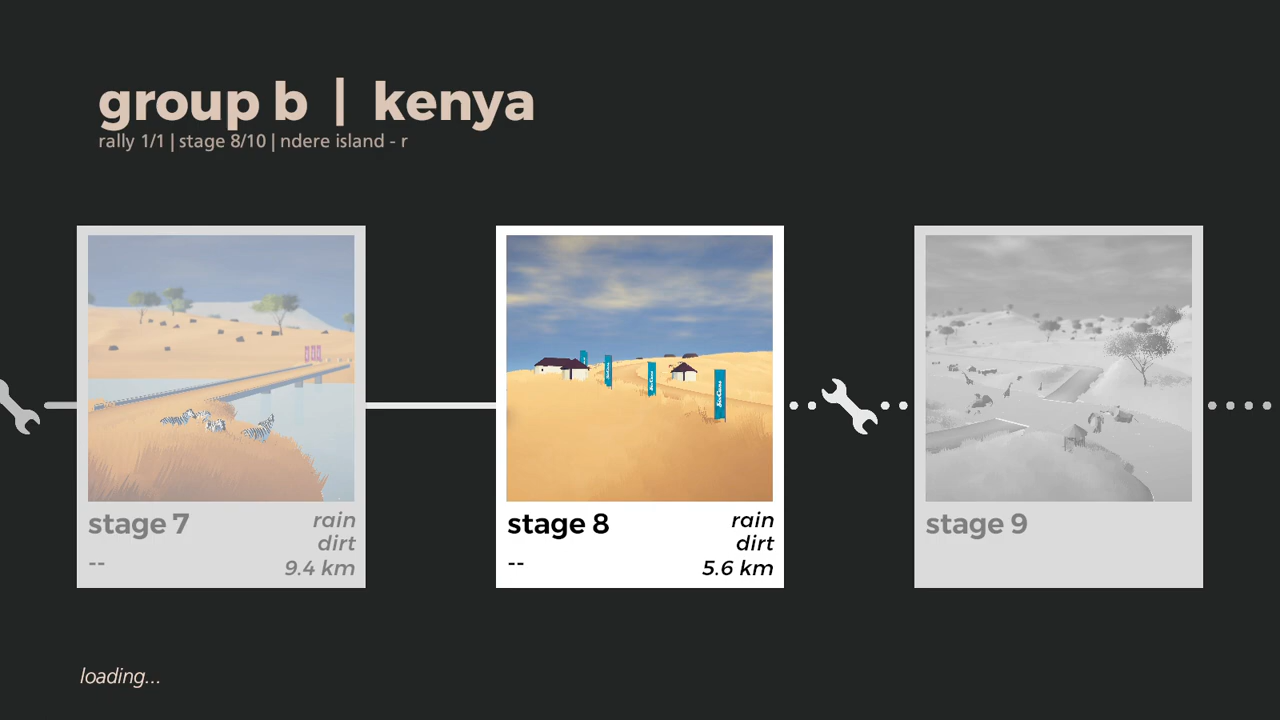 group b | kenya
rally 1/1 | stage 8/10 | ndere island - r
stage 7
rain
dirt
--
9.4 km
stage 8
rain
dirt
--
5.6 km
stage 9
loading...